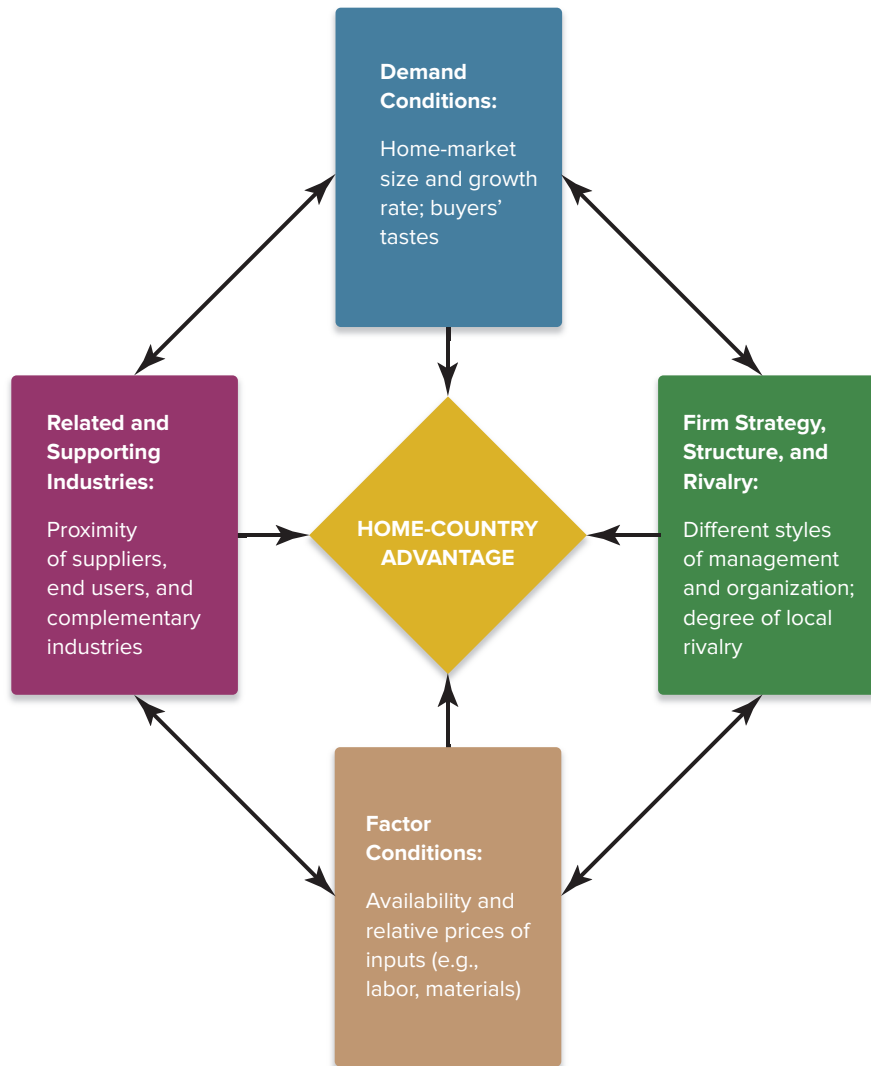 Demand
Conditions:
Home-market
size and growth
rate; buyers’
tastes
Related and
Supporting
Industries:
Proximity
of suppliers,
end users, and
complementary
industries
HOME-COUNTRY
ADVANTAGE
Firm Strategy,
Structure, and
Rivalry:
Different styles
of management
and organization;
degree of local
rivalry
Factor
Conditions:
Availability and
relative prices of
inputs (e.g.,
labor, materials)